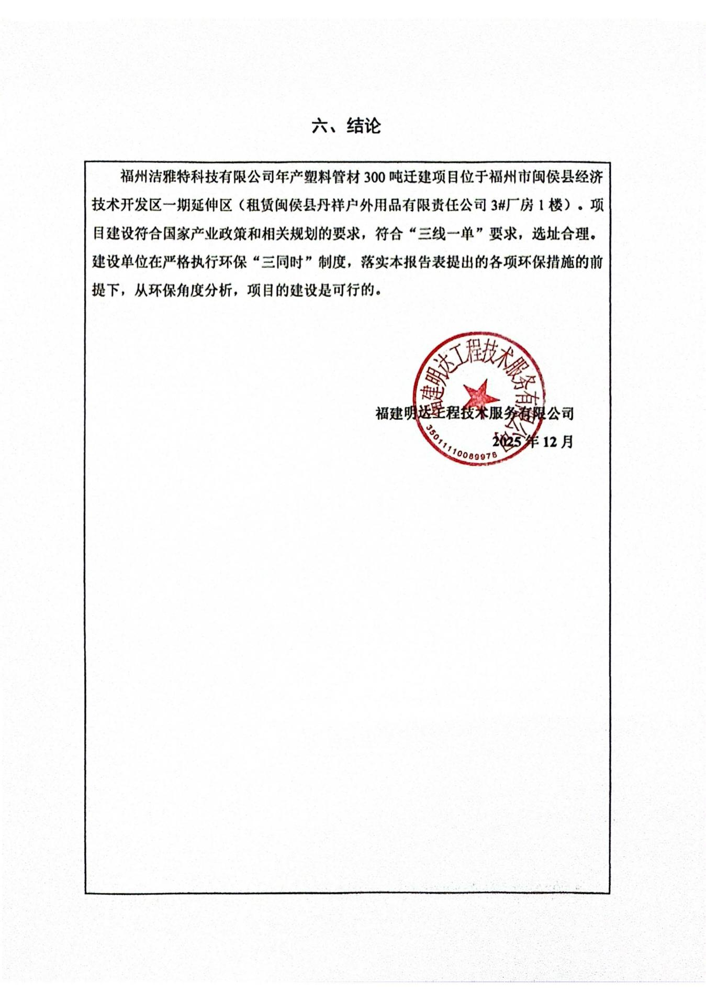 六、结论
福州洁雅特科技有限公司年产塑料管材 300 吨迁建项目位于福州市闽侯县经济
技术开发区一期延伸区（租赁闽侯县丹祥户外用品有限责任公司 3#厂房 1 楼）。项
目建设符合国家产业政策和相关规划的要求，符合“三线一单”要求，选址合理。
建设单位在严格执行环保“三同时”制度，落实本报告表提出的各项环保措施的前
提下，从环保角度分析，项目的建设是可行的。
福建明达工程技术服务有限公司
福建明达工程技术服务有限公司
2025 年 12 月
35011110089978